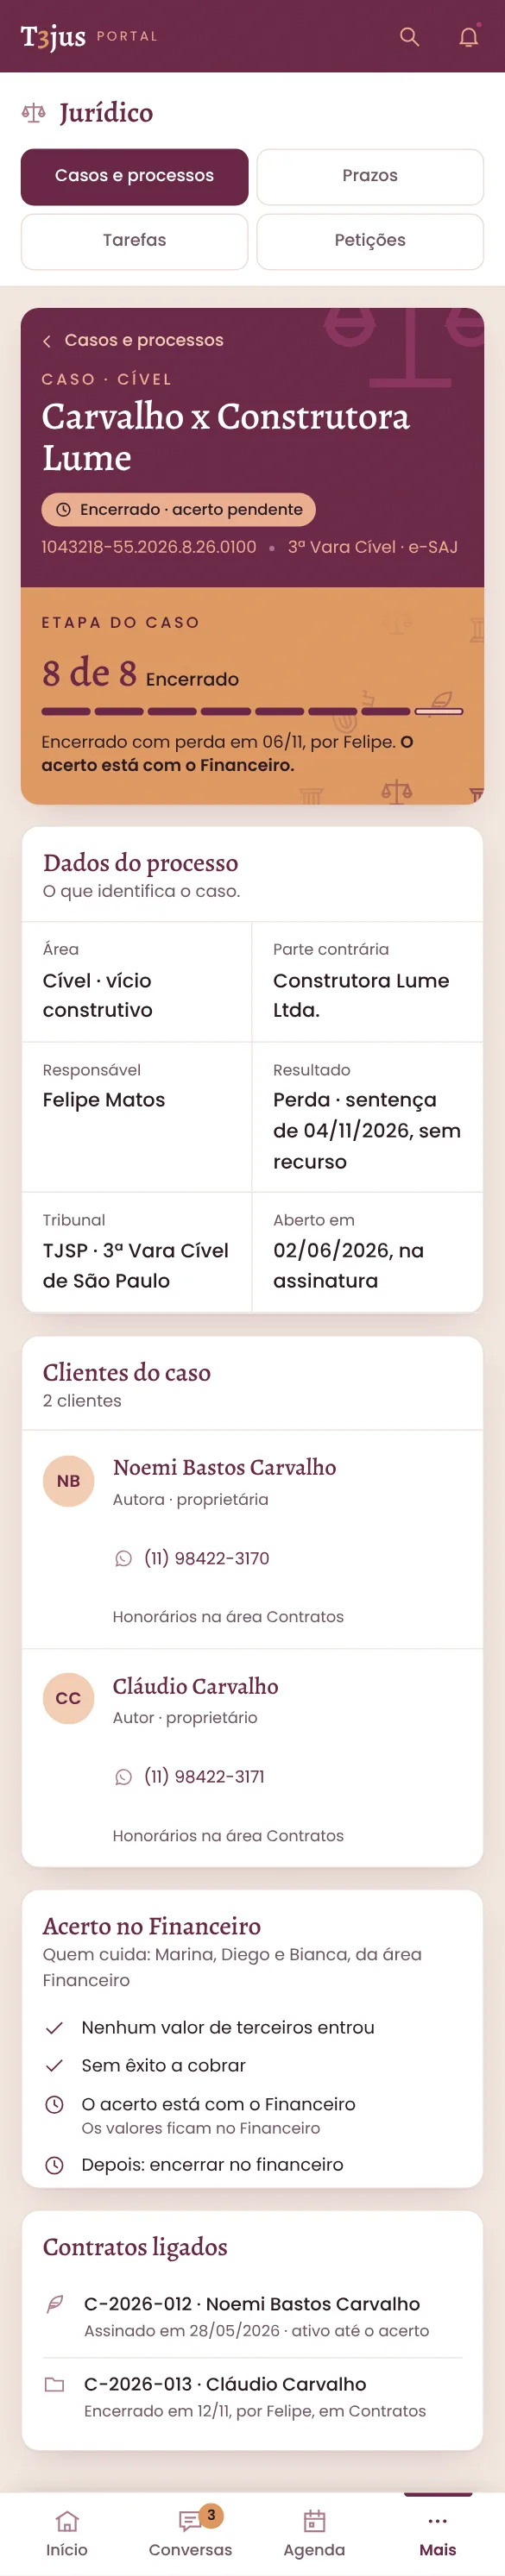 T3jus PORTAL
Jurídico
Casos e processos
Prazos
Tarefas
Petições
Casos e processos
CASO · CÍVEL
Carvalho x Construtora
Lume
Encerrado · acerto pendente
1043218-55.2026.8.26.0100 • 3ª Vara Cível · e-SAJ
ETAPA DO CASO
8 de 8 Encerrado
Encerrado com perda em 06/11, por Felipe. O
acerto está com o Financeiro.
Dados do processo
O que identifica o caso.
Área
Cível · vício
construtivo
Parte contrária
Construtora Lume
Ltda.
Responsável
Felipe Matos
Resultado
Perda · sentença
de 04/11/2026, sem
recurso
Tribunal
TJSP · 3ª Vara Cível
de São Paulo
Aberto em
02/06/2026, na
assinatura
Clientes do caso
2 clientes
NB
Noemi Bastos Carvalho
Autora · proprietária
(11) 98422-3170
Honorários na área Contratos
CC
Cláudio Carvalho
Autor · proprietário
(11) 98422-3171
Honorários na área Contratos
Acerto no Financeiro
Quem cuida: Marina, Diego e Bianca, da área
Financeiro
Nenhum valor de terceiros entrou
Sem êxito a cobrar
O acerto está com o Financeiro
Os valores ficam no Financeiro
Depois: encerrar no financeiro
Contratos ligados
C-2026-012 · Noemi Bastos Carvalho
Assinado em 28/05/2026 · ativo até o acerto
C-2026-013 · Cláudio Carvalho
Encerrado em 12/11, por Felipe, em Contratos
3
Início
Conversas
Agenda
Mais